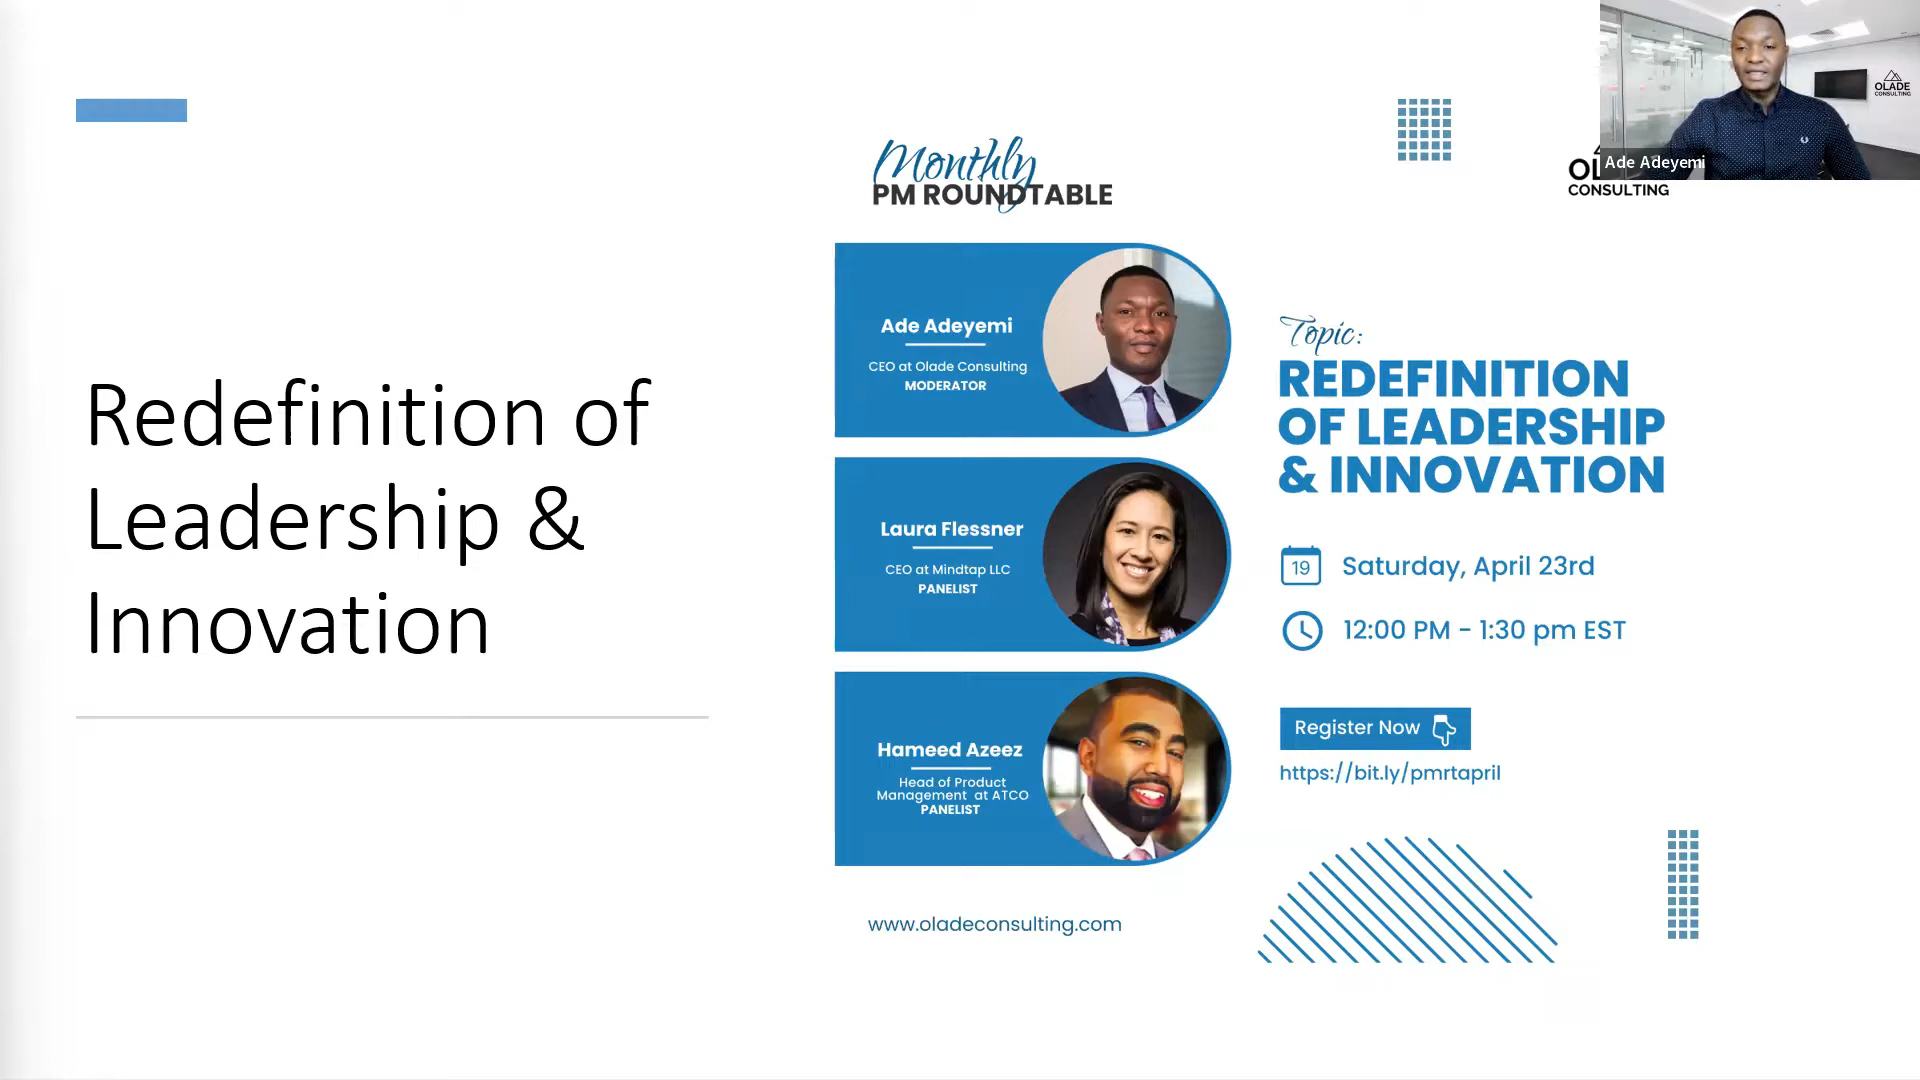 Redefinition of
Leadership &
Innovation
Monthly
PM ROUNDTABLE
Ade Adeyemi
CEO at Olade Consulting
MODERATOR
Laura Flessner
CEO at Mindtap LLC
PANELIST
Hameed Azeez
Head of Product
Management at ATCO
PANELIST
www.oladeconsulting.com
Topic:
REDEFINITION
OF LEADERSHIP
& INNOVATION
19
Saturday, April 23rd
12:00 PM - 1:30 pm EST
Register Now
https://bit.ly/pmrtapril
CONSULTING
OLADE
CONSULTING
Ade Adeyemi